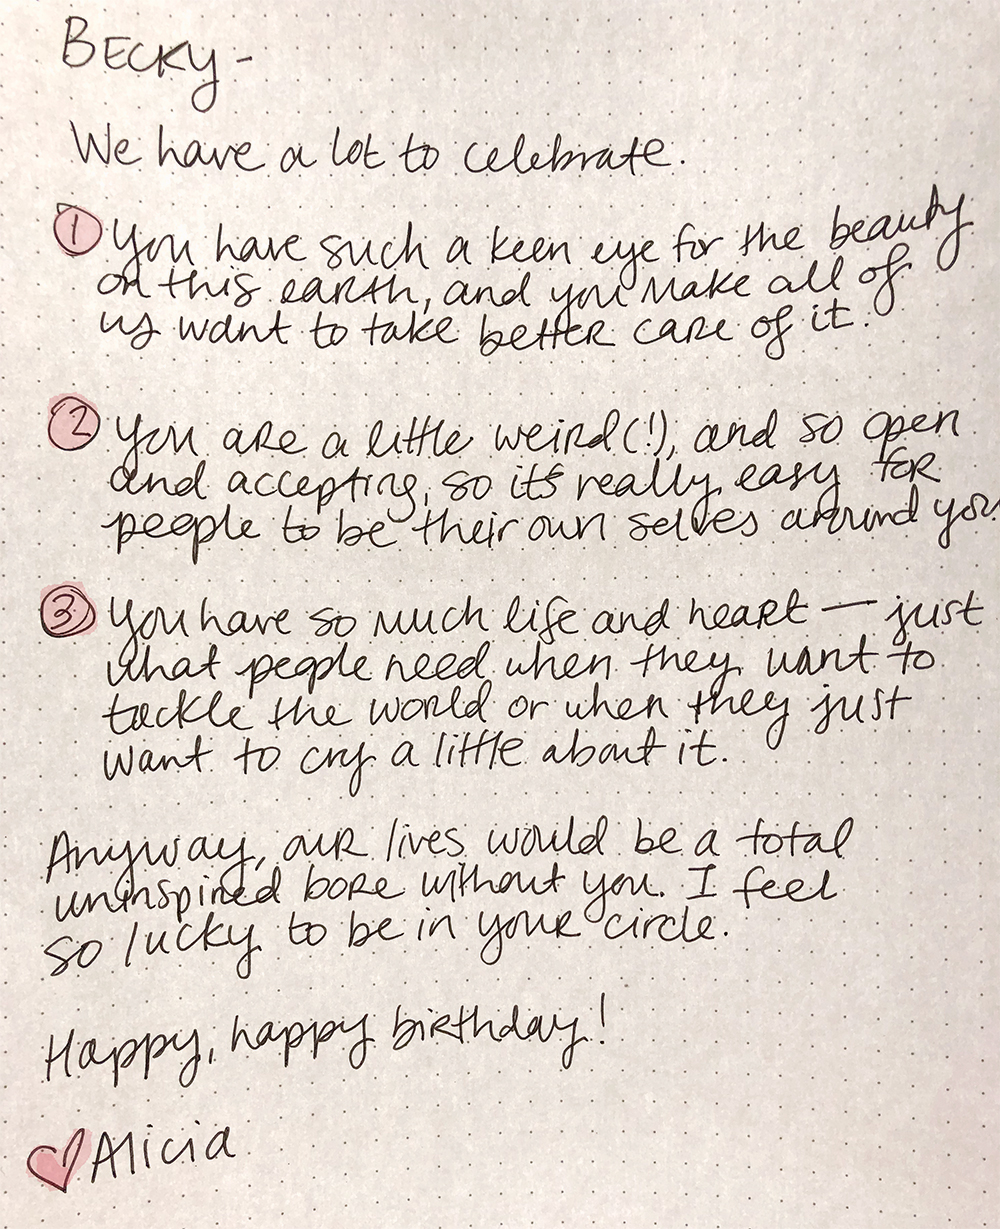 BECKY -
We have a lot to celebrate.
1 You have such a keen eye for the beauty
on this earth, and you make all of
us want to take better care of it.
2 You are a little weird (!), and so open
and accepting, so it's really easy for
people to be their own selves around you.
3 You have so much life and heart — just
what people need when they want to
tackle the world or when they just
want to cry a little about it.
Anyway, our lives would be a total
uninspired bore without you. I feel
so lucky to be in your circle.
Happy, happy birthday!
♥ Alicia